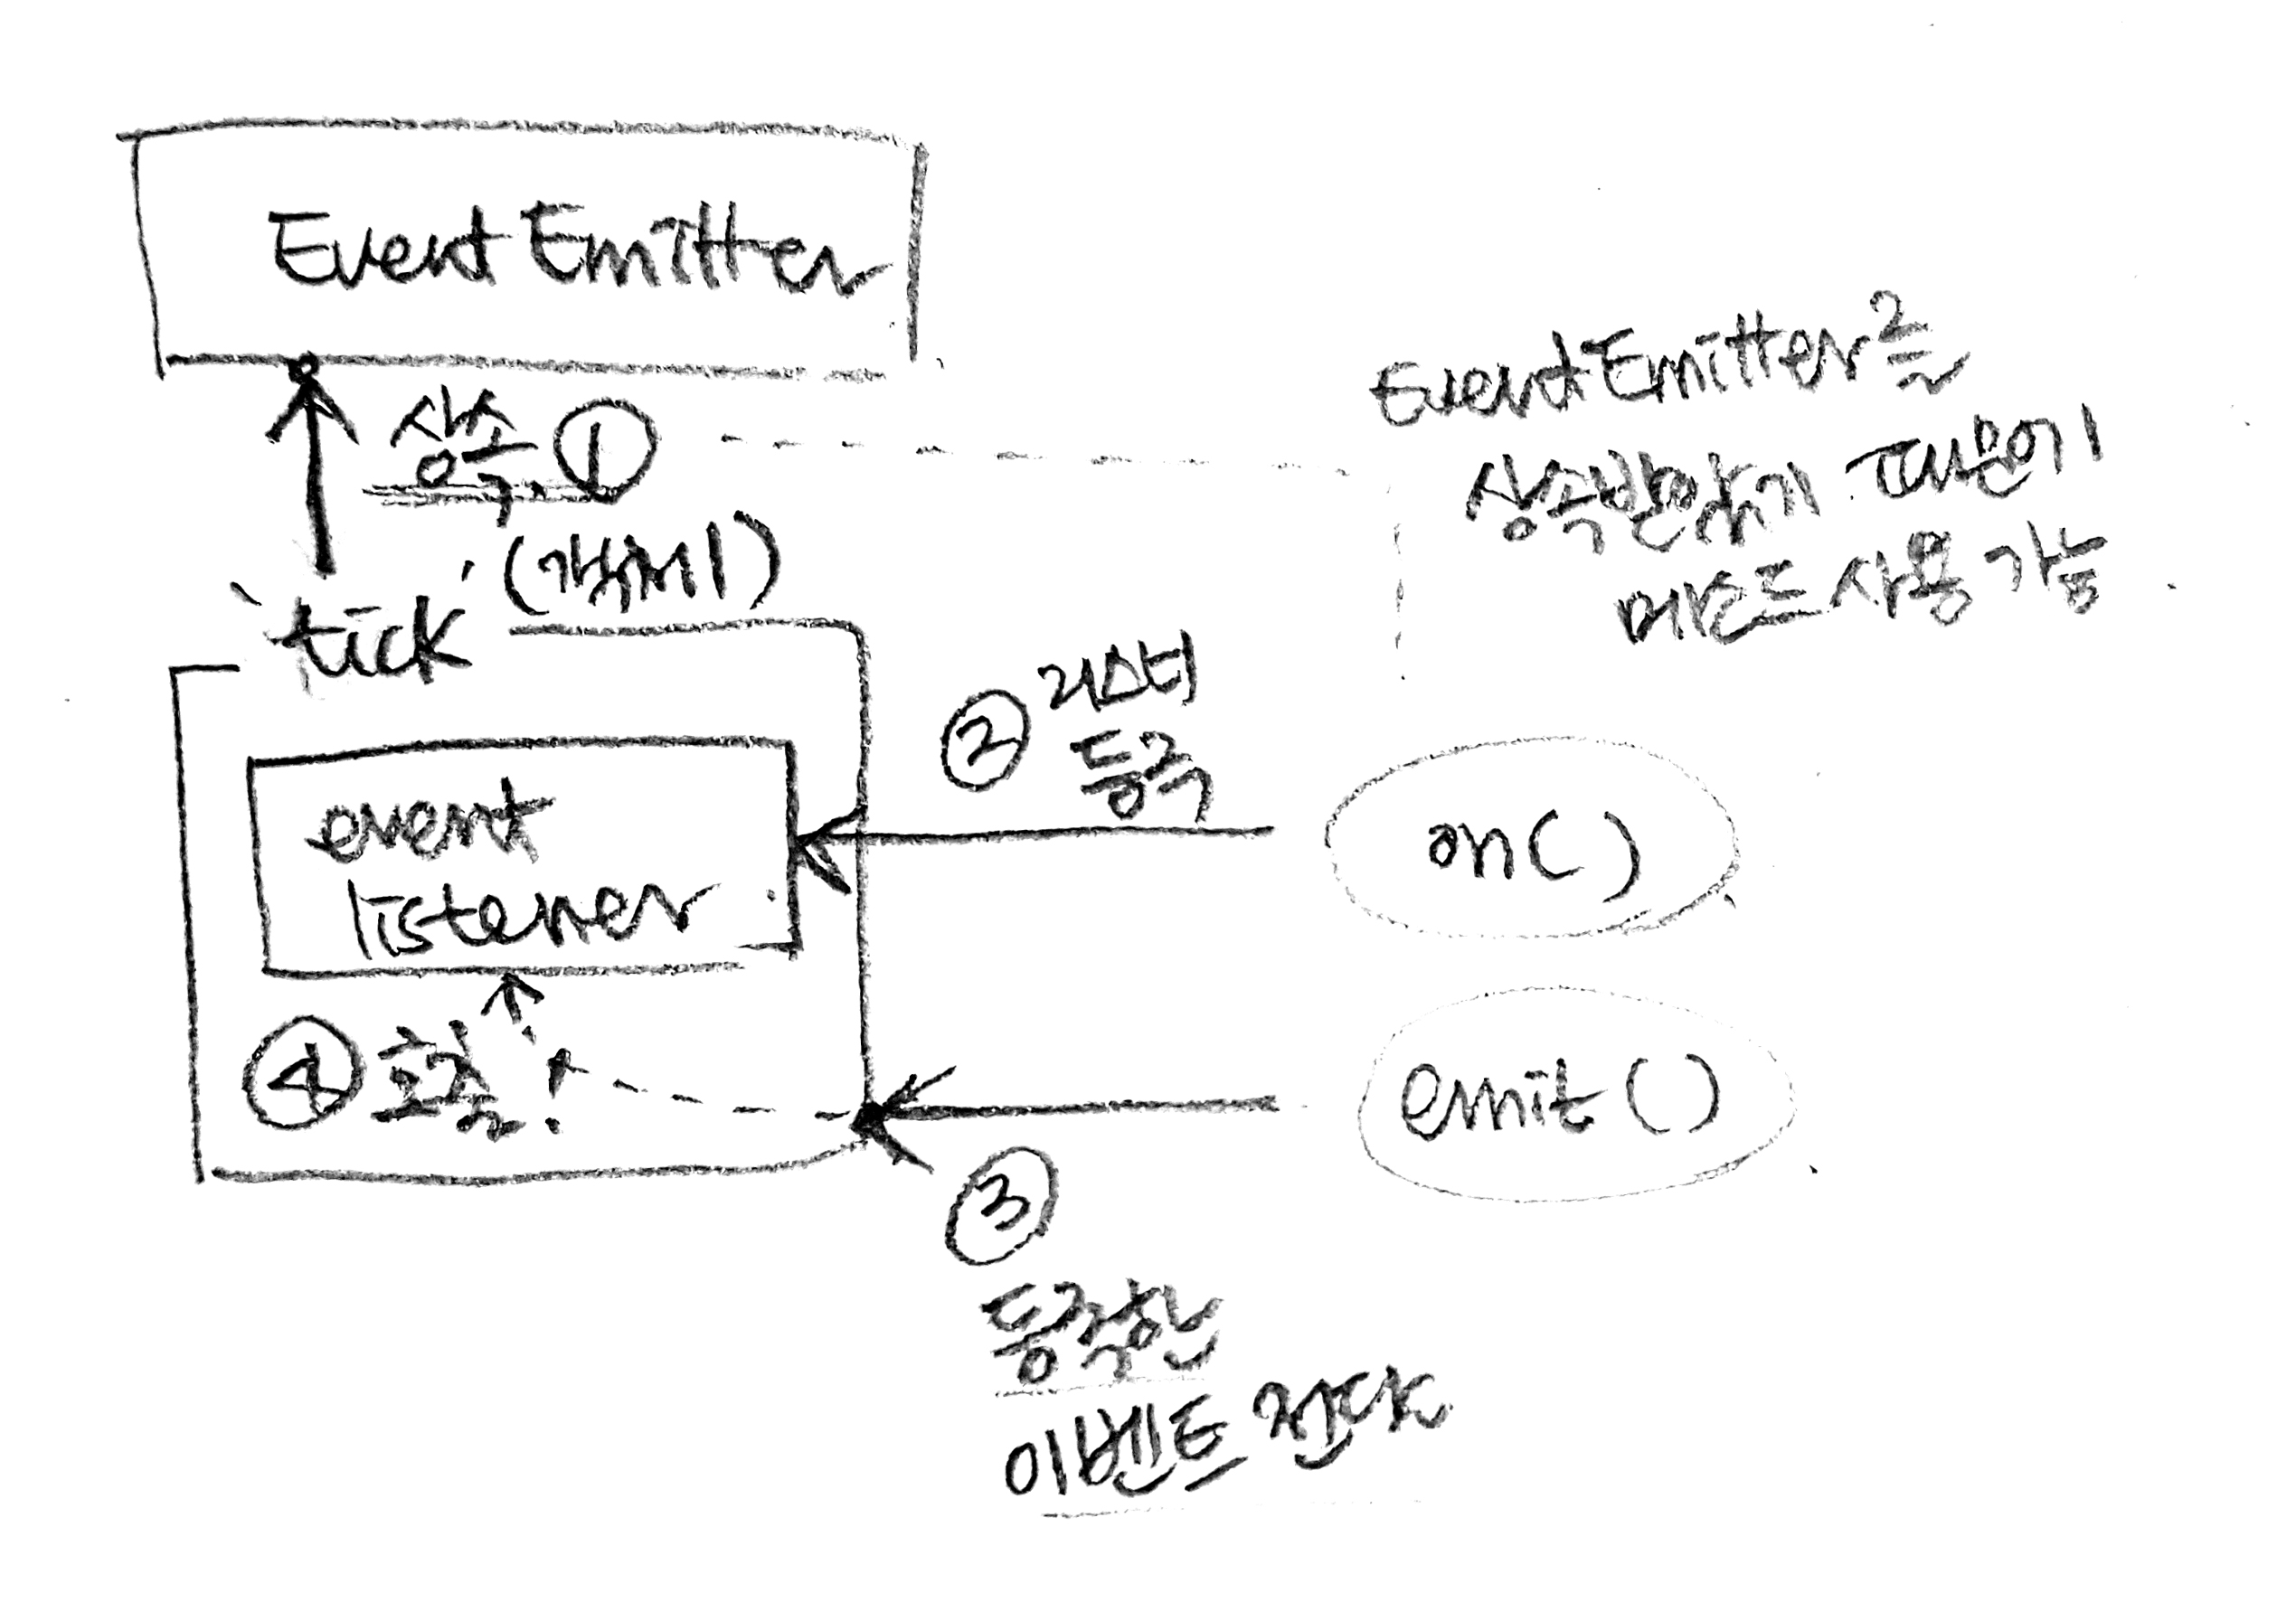 EventEmitter
상속 ①
EventEmitter를
상속받았기 때문에
메소드 사용 가능
'tick' (객체)
② 리스너
등록
event
listener
on()
④ 호출!
emit()
③
등록한
이벤트 전달